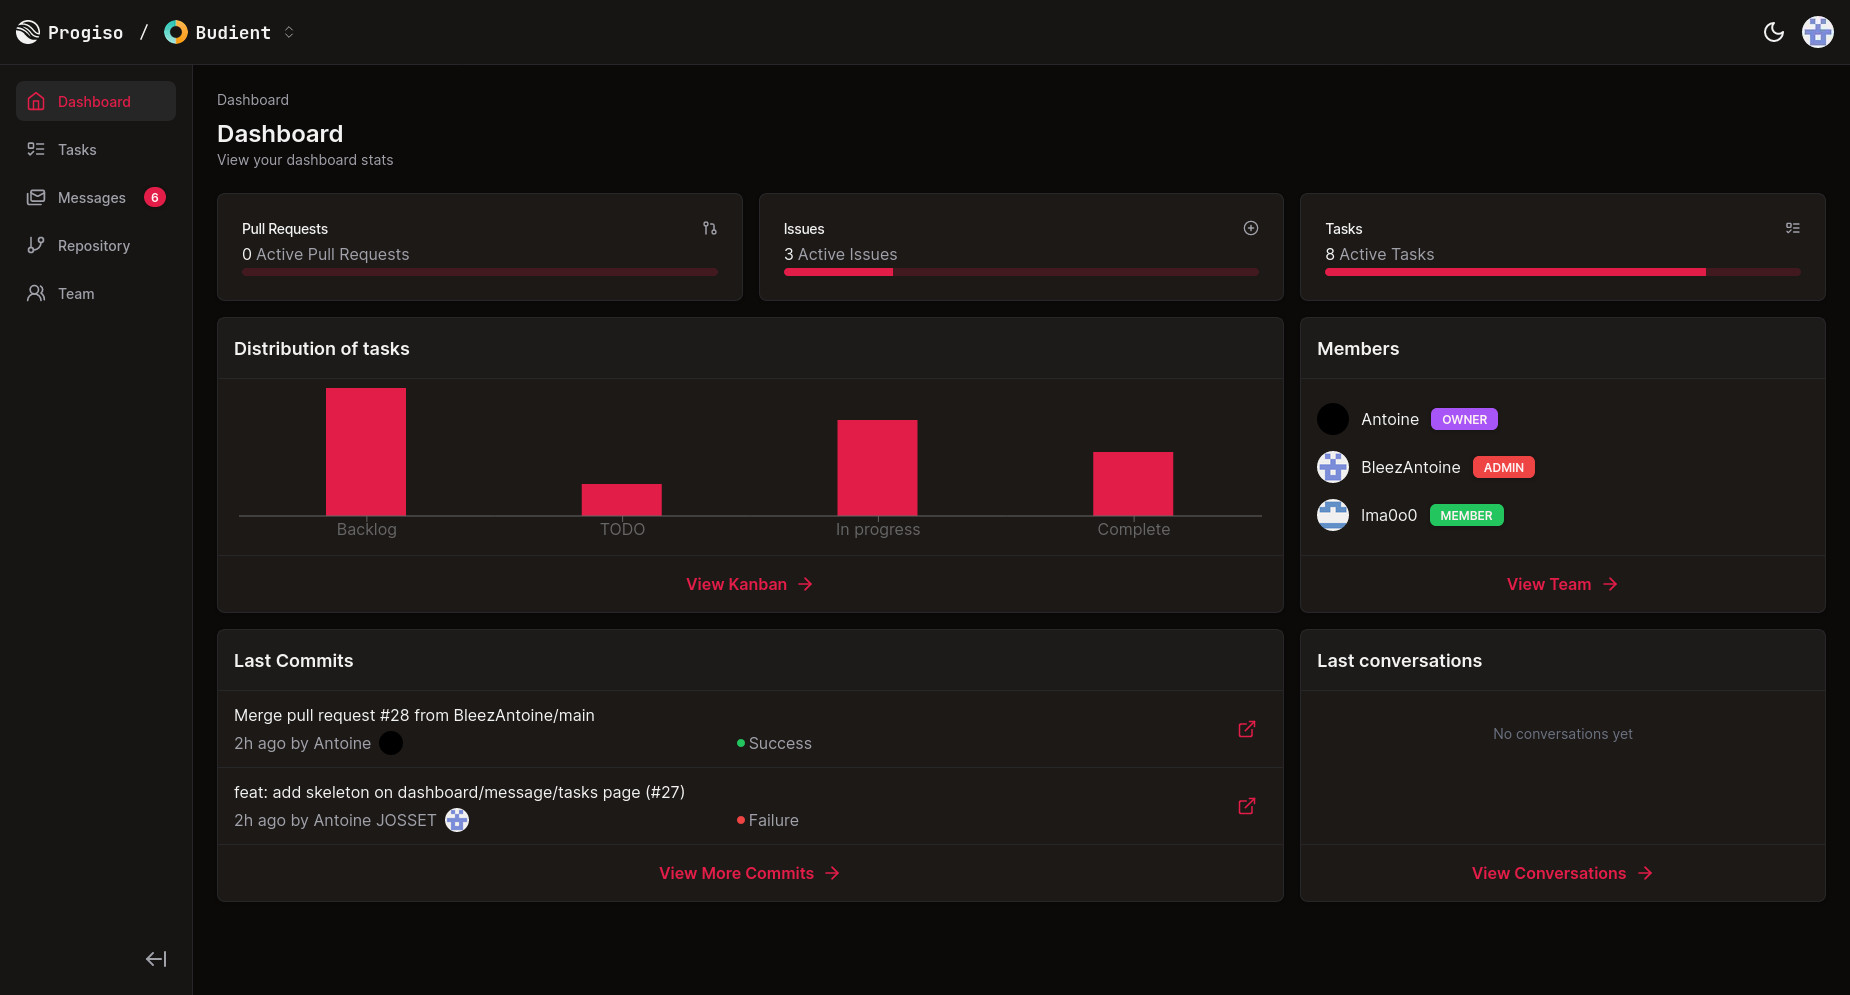 Progiso / Budient
Dashboard
Tasks
Messages 6
Repository
Team
Dashboard
Dashboard
View your dashboard stats
Pull Requests
0 Active Pull Requests
Issues
3 Active Issues
Tasks
8 Active Tasks
Distribution of tasks
Backlog TODO In progress Complete
View Kanban
Members
Antoine OWNER
BleezAntoine ADMIN
Ima0o0 MEMBER
View Team
Last Commits
Merge pull request #28 from BleezAntoine/main
2h ago by Antoine Success
feat: add skeleton on dashboard/message/tasks page (#27)
2h ago by Antoine JOSSET Failure
View More Commits
Last conversations
No conversations yet
View Conversations